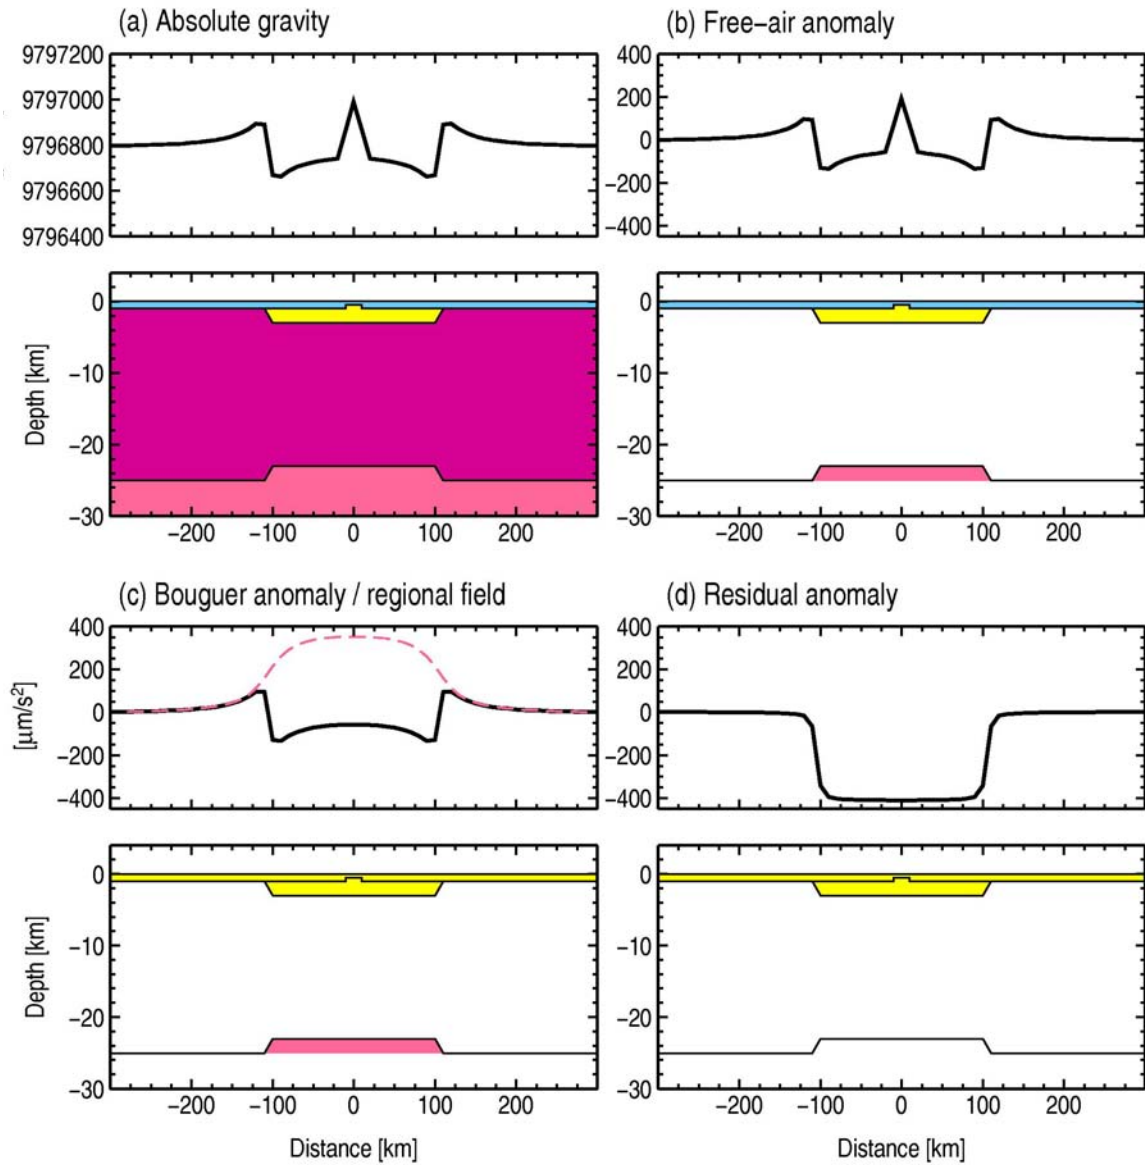 (a) Absolute gravity
(b) Free-air anomaly
9797200
9797000
9796800
9796600
9796400
400
200
0
-200
-400
0
-10
-20
-30
Depth [km]
-200 -100 0 100 200
0
-10
-20
-30
-200 -100 0 100 200
(c) Bouguer anomaly / regional field
(d) Residual anomaly
400
200
0
-200
-400
[μm/s²]
400
200
0
-200
-400
0
-10
-20
-30
Depth [km]
-200 -100 0 100 200
Distance [km]
0
-10
-20
-30
-200 -100 0 100 200
Distance [km]